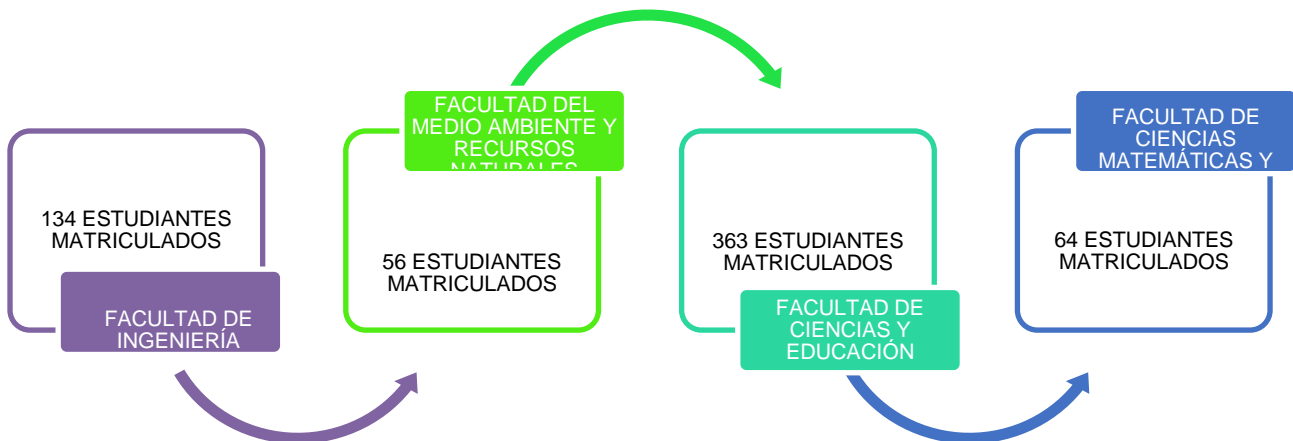 134 ESTUDIANTES
MATRICULADOS
FACULTAD DE
INGENIERÍA
FACULTAD DEL
MEDIO AMBIENTE Y
RECURSOS
NATURALES
56 ESTUDIANTES
MATRICULADOS
363 ESTUDIANTES
MATRICULADOS
FACULTAD DE
CIENCIAS Y
EDUCACIÓN
FACULTAD DE
CIENCIAS
MATEMÁTICAS Y
64 ESTUDIANTES
MATRICULADOS